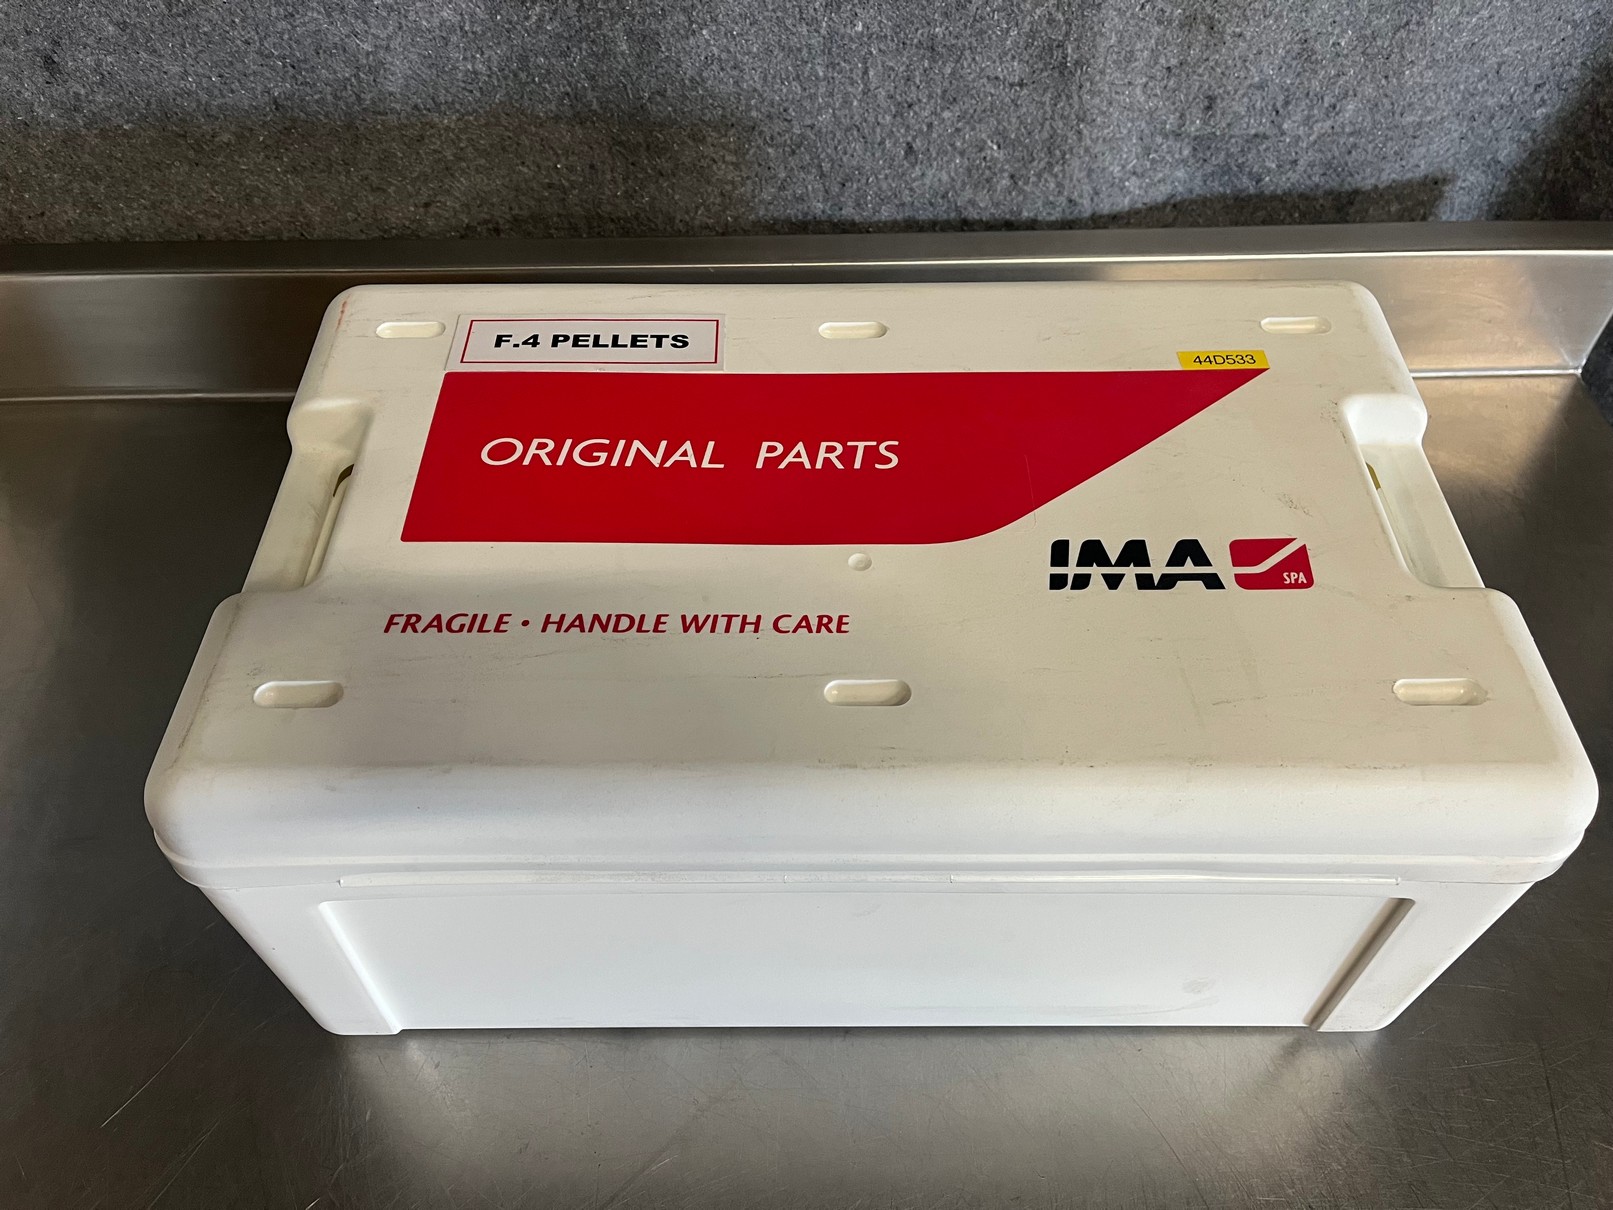 F.4 PELLETS
44D533
ORIGINAL PARTS
IMA SPA
FRAGILE • HANDLE WITH CARE